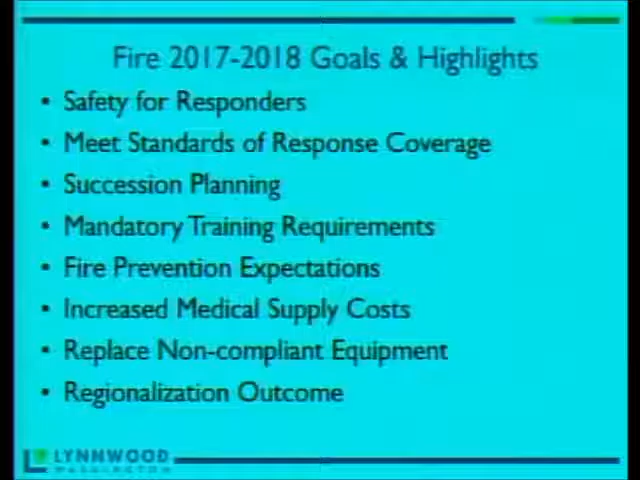 Fire 2017-2018 Goals & Highlights
• Safety for Responders
• Meet Standards of Response Coverage
• Succession Planning
• Mandatory Training Requirements
• Fire Prevention Expectations
• Increased Medical Supply Costs
• Replace Non-compliant Equipment
• Regionalization Outcome
LYNNWOOD
WASHINGTON